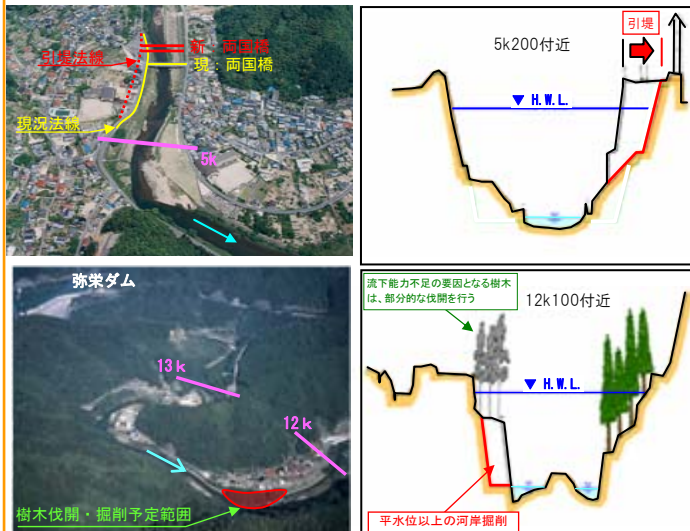 引堤法線
新：両国橋
現：両国橋
現況法線
5k
引堤
5k200付近
▼ H.W.L.
弥栄ダム
13k
12k
樹木伐開・掘削予定範囲
流下能力不足の要因となる樹木
は、部分的な伐開を行う
12k100付近
▼ H.W.L.
平水位以上の河岸掘削